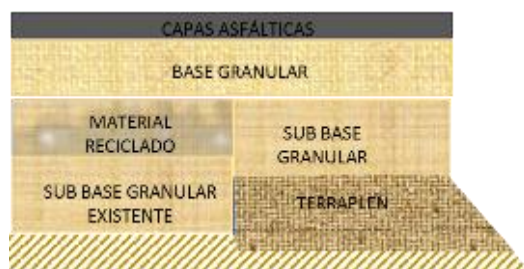 CAPAS ASFÁLTICAS
BASE GRANULAR
MATERIAL
RECICLADO
SUB BASE
GRANULAR
SUB BASE GRANULAR
EXISTENTE
TERRAPLEN